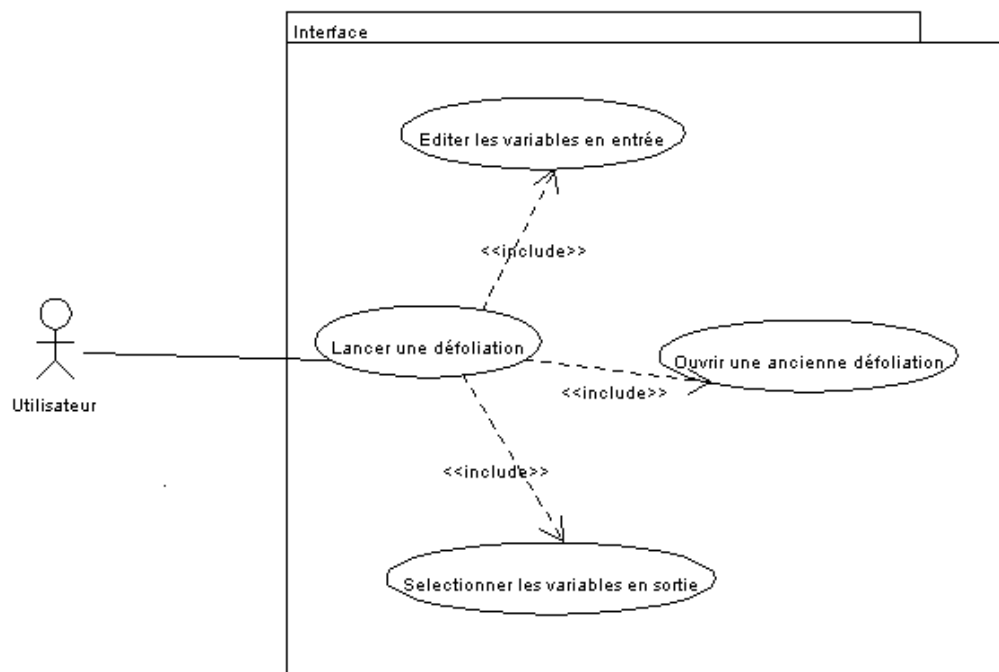 Interface
Editer les variables en entrée
<<include>>
Lancer une défoliation
Ouvrir une ancienne défoliation
<<include>>
Utilisateur
<<include>>
Selectionner les variables en sortie